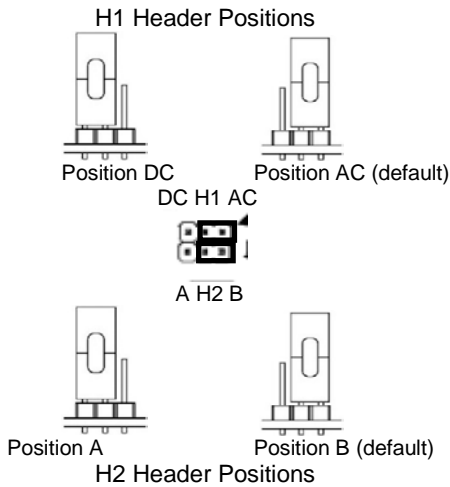 H1 Header Positions
Position DC
Position AC (default)
DC H1 AC
A H2 B
Position A
Position B (default)
H2 Header Positions